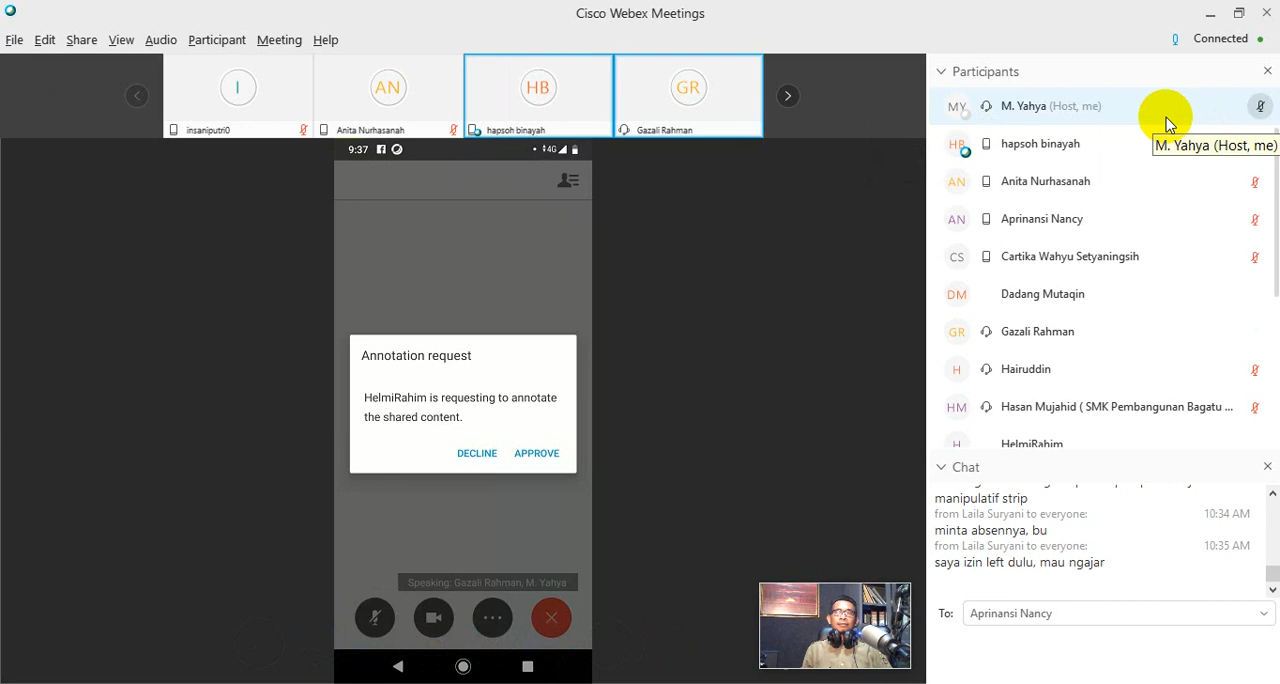 Cisco Webex Meetings
File Edit Share View Audio Participant Meeting Help
Connected
I
AN
HB
GR
insaniputri0
Anita Nurhasanah
hapsoh binayah
Gazali Rahman
9:37
4G
Annotation request
HelmiRahim is requesting to annotate
the shared content.
DECLINE APPROVE
Speaking: Gazali Rahman, M. Yahya
Participants
MY M. Yahya (Host, me)
M. Yahya (Host, me)
HB hapsoh binayah
AN Anita Nurhasanah
AN Aprinansi Nancy
CS Cartika Wahyu Setyaningsih
DM Dadang Mutaqin
GR Gazali Rahman
H Hairuddin
HM Hasan Mujahid ( SMK Pembangunan Bagatu ...
H HelmiRahim
Chat
manipulatif strip
from Laila Suryani to everyone: 10:34 AM
minta absennya, bu
from Laila Suryani to everyone: 10:35 AM
saya izin left dulu, mau ngajar
To: Aprinansi Nancy